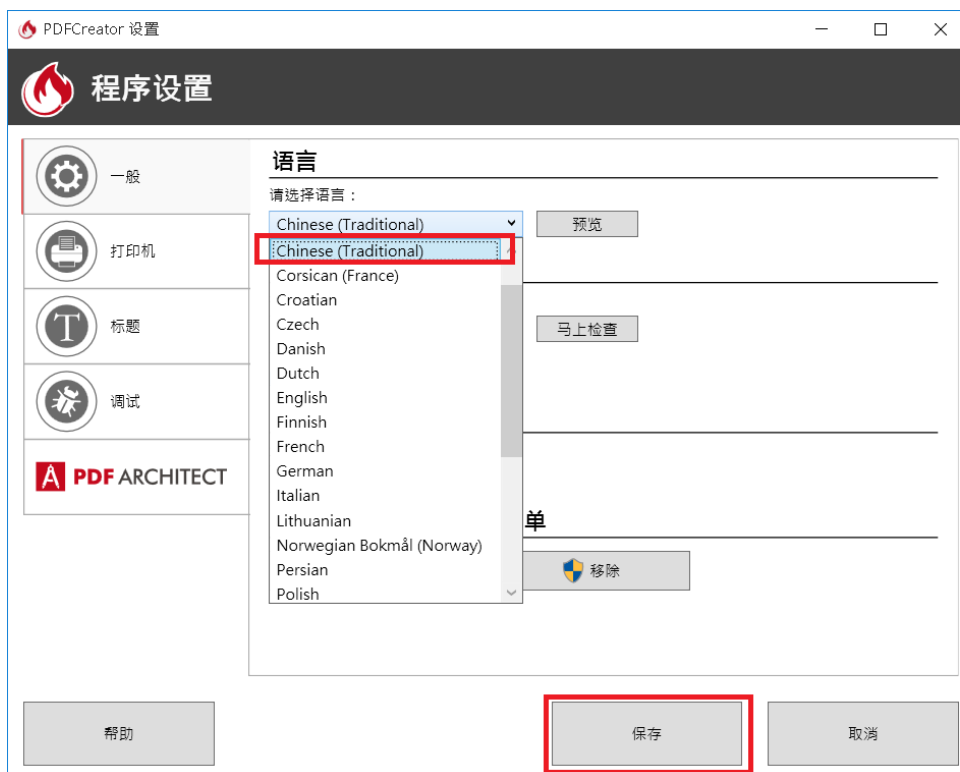 PDFCreator 设置
程序设置
一般
打印机
标题
调试
PDF ARCHITECT
语言
请选择语言：
Chinese (Traditional)
预览
Chinese (Traditional)
Corsican (France)
Croatian
Czech
马上检查
Danish
Dutch
English
Finnish
French
German
Italian
Lithuanian
单
Norwegian Bokmål (Norway)
Persian
移除
Polish
帮助
保存
取消